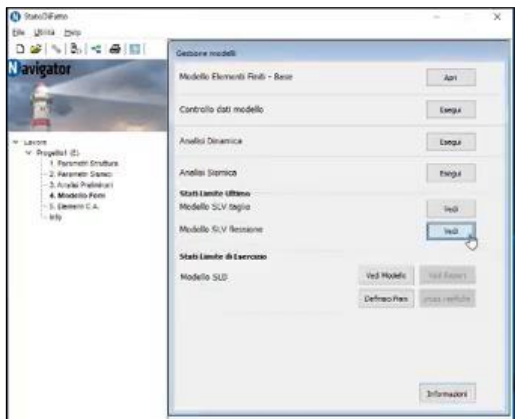 StatoDiFatto
File Utilità Help
Navigator
Lavoro
Progetto1 (E)
1. Parametri Struttura
2. Parametri Sismici
3. Analisi Preliminari
4. Modello Fem
5. Elementi C.A.
Info
Gestione modelli
Modello Elementi Finiti - Base
Apri
Controllo dati modello
Esegui
Analisi Dinamica
Esegui
Analisi Sismica
Esegui
Stati Limite Ultimo
Modello SLV taglio
Vedi
Modello SLV flessione
Vedi
Stati Limite di Esercizio
Modello SLD
Vedi Modello
Vedi Report
Informazioni